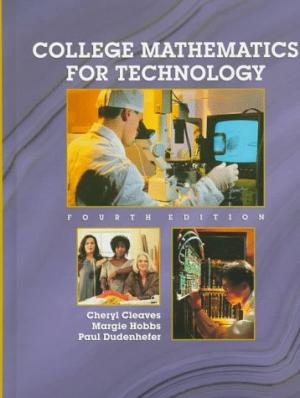 COLLEGE MATHEMATICS
FOR TECHNOLOGY
FOURTH EDITION
Cheryl Cleaves
Margie Hobbs
Paul Dudenhefer